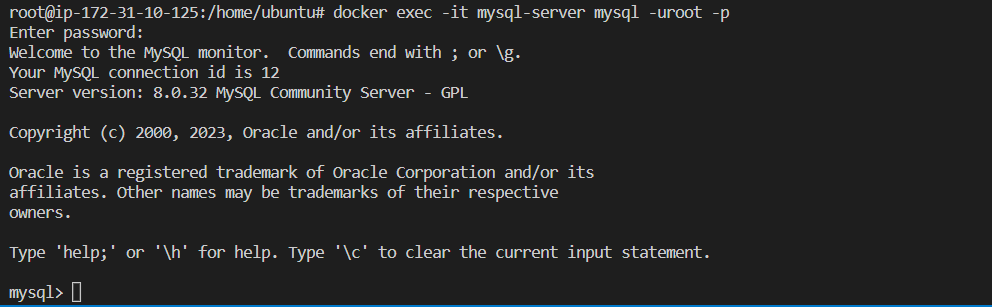 root@ip-172-31-10-125:/home/ubuntu# docker exec -it mysql-server mysql -uroot -p
Enter password:
Welcome to the MySQL monitor.  Commands end with ; or \g.
Your MySQL connection id is 12
Server version: 8.0.32 MySQL Community Server - GPL
Copyright (c) 2000, 2023, Oracle and/or its affiliates.
Oracle is a registered trademark of Oracle Corporation and/or its
affiliates. Other names may be trademarks of their respective
owners.
Type 'help;' or '\h' for help. Type '\c' to clear the current input statement.
mysql>